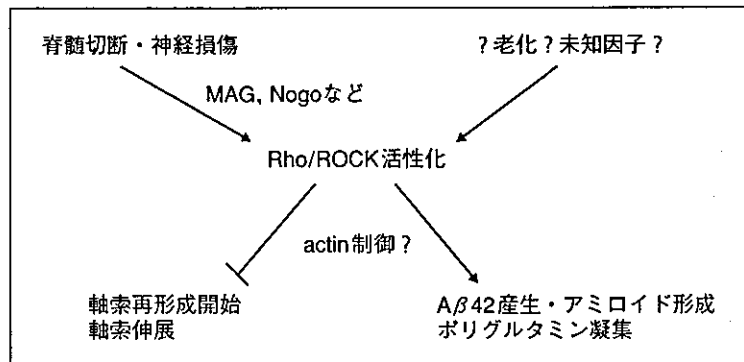 脊髄切断・神経損傷
?老化?未知因子?
MAG, Nogoなど
Rho/ROCK活性化
actin制御?
軸索再形成開始
軸索伸展
Aβ42産生・アミロイド形成
ポリグルタミン凝集